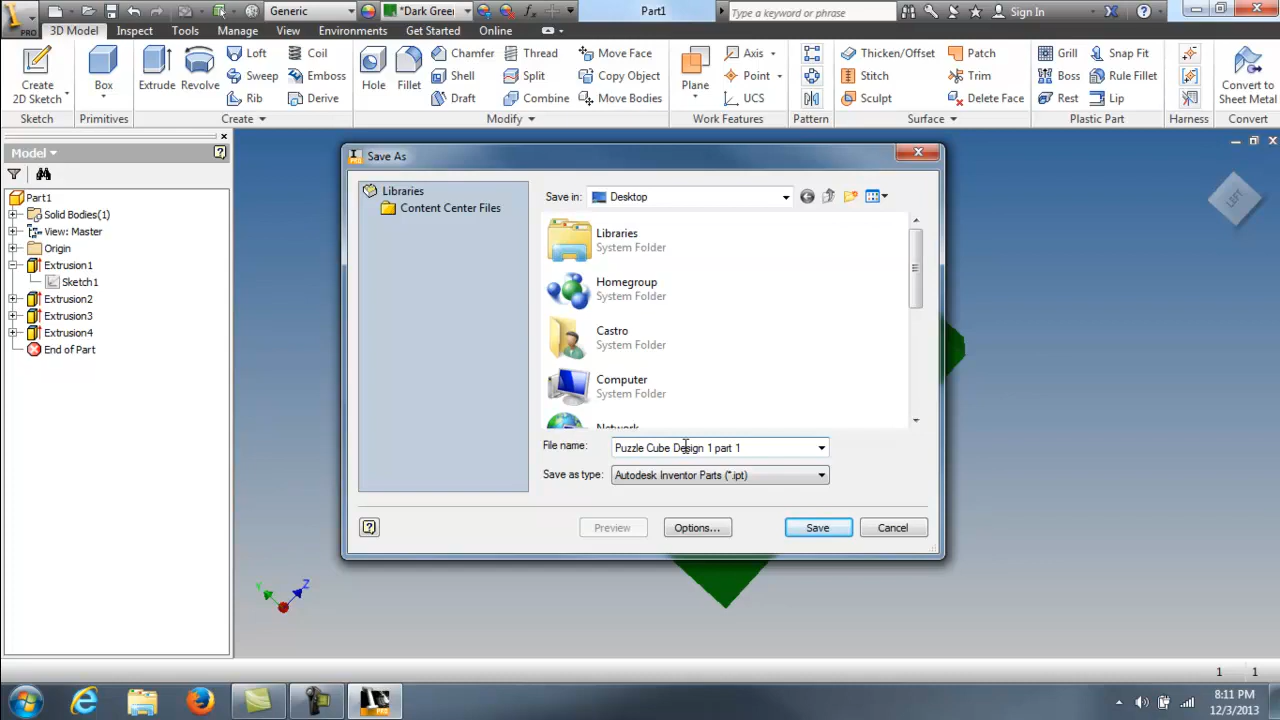 Generic
*Dark Green
Part1
Type a keyword or phrase
Sign In
PRO
3D Model
Inspect
Tools
Manage
View
Environments
Get Started
Online
Create
2D Sketch
Box
Extrude
Revolve
Loft
Sweep
Rib
Coil
Emboss
Derive
Hole
Fillet
Chamfer
Shell
Draft
Thread
Split
Combine
Move Face
Copy Object
Move Bodies
Plane
Axis
Point
UCS
Thicken/Offset
Stitch
Sculpt
Patch
Trim
Delete Face
Grill
Boss
Rest
Snap Fit
Rule Fillet
Lip
Convert to
Sheet Metal
Sketch
Primitives
Create
Modify
Work Features
Pattern
Surface
Plastic Part
Harness
Convert
Model
Part1
Solid Bodies(1)
View: Master
Origin
Extrusion1
Sketch1
Extrusion2
Extrusion3
Extrusion4
End of Part
LEFT
Save As
Libraries
Content Center Files
Save in:
Desktop
Libraries
System Folder
Homegroup
System Folder
Castro
System Folder
Computer
System Folder
Network
File name:
Puzzle Cube Design 1 part 1
Save as type:
Autodesk Inventor Parts (*.ipt)
Preview
Options...
Save
Cancel
Y
Z
1 1
8:11 PM
12/3/2013